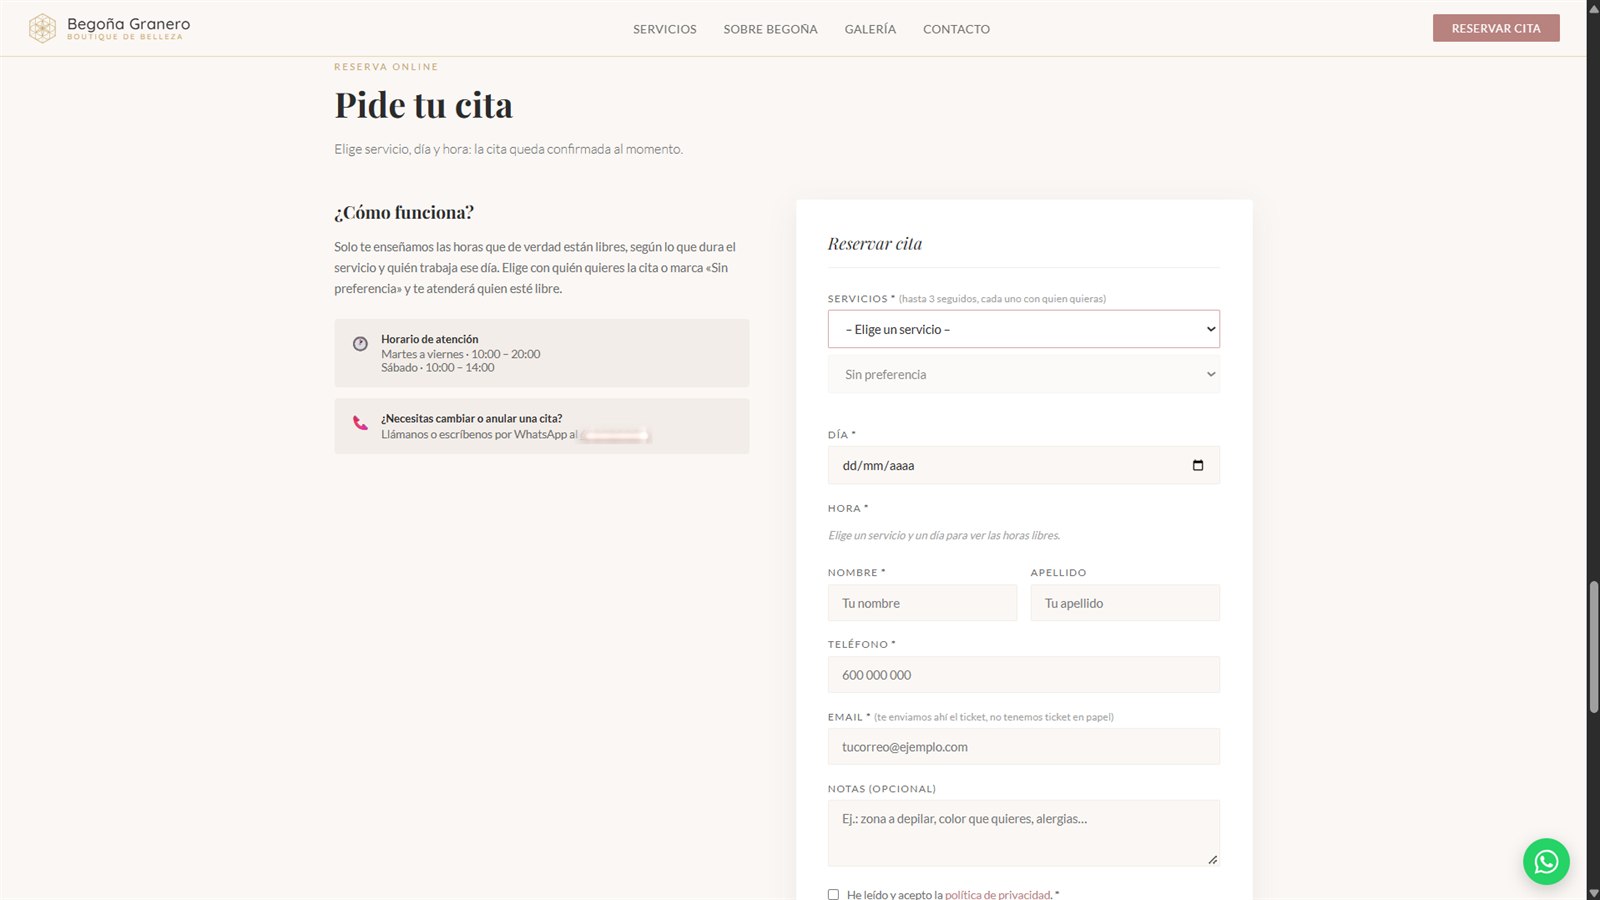 Begoña Granero
BOUTIQUE DE BELLEZA
SERVICIOS
SOBRE BEGOÑA
GALERÍA
CONTACTO
RESERVAR CITA
RESERVA ONLINE
Pide tu cita
Elige servicio, día y hora: la cita queda confirmada al momento.
¿Cómo funciona?
Solo te enseñamos las horas que de verdad están libres, según lo que dura el
servicio y quién trabaja ese día. Elige con quién quieres la cita o marca «Sin
preferencia» y te atenderá quien esté libre.
Horario de atención
Martes a viernes · 10:00 – 20:00
Sábado · 10:00 – 14:00
¿Necesitas cambiar o anular una cita?
Llámanos o escríbenos por WhatsApp al
Reservar cita
SERVICIOS * (hasta 3 seguidos, cada uno con quien quieras)
– Elige un servicio –
Sin preferencia
DÍA *
dd/mm/aaaa
HORA *
Elige un servicio y un día para ver las horas libres.
NOMBRE *
APELLIDO
Tu nombre
Tu apellido
TELÉFONO *
600 000 000
EMAIL * (te enviamos ahí el ticket, no tenemos ticket en papel)
tucorreo@ejemplo.com
NOTAS (OPCIONAL)
Ej.: zona a depilar, color que quieres, alergias...
He leído y acepto la política de privacidad. *